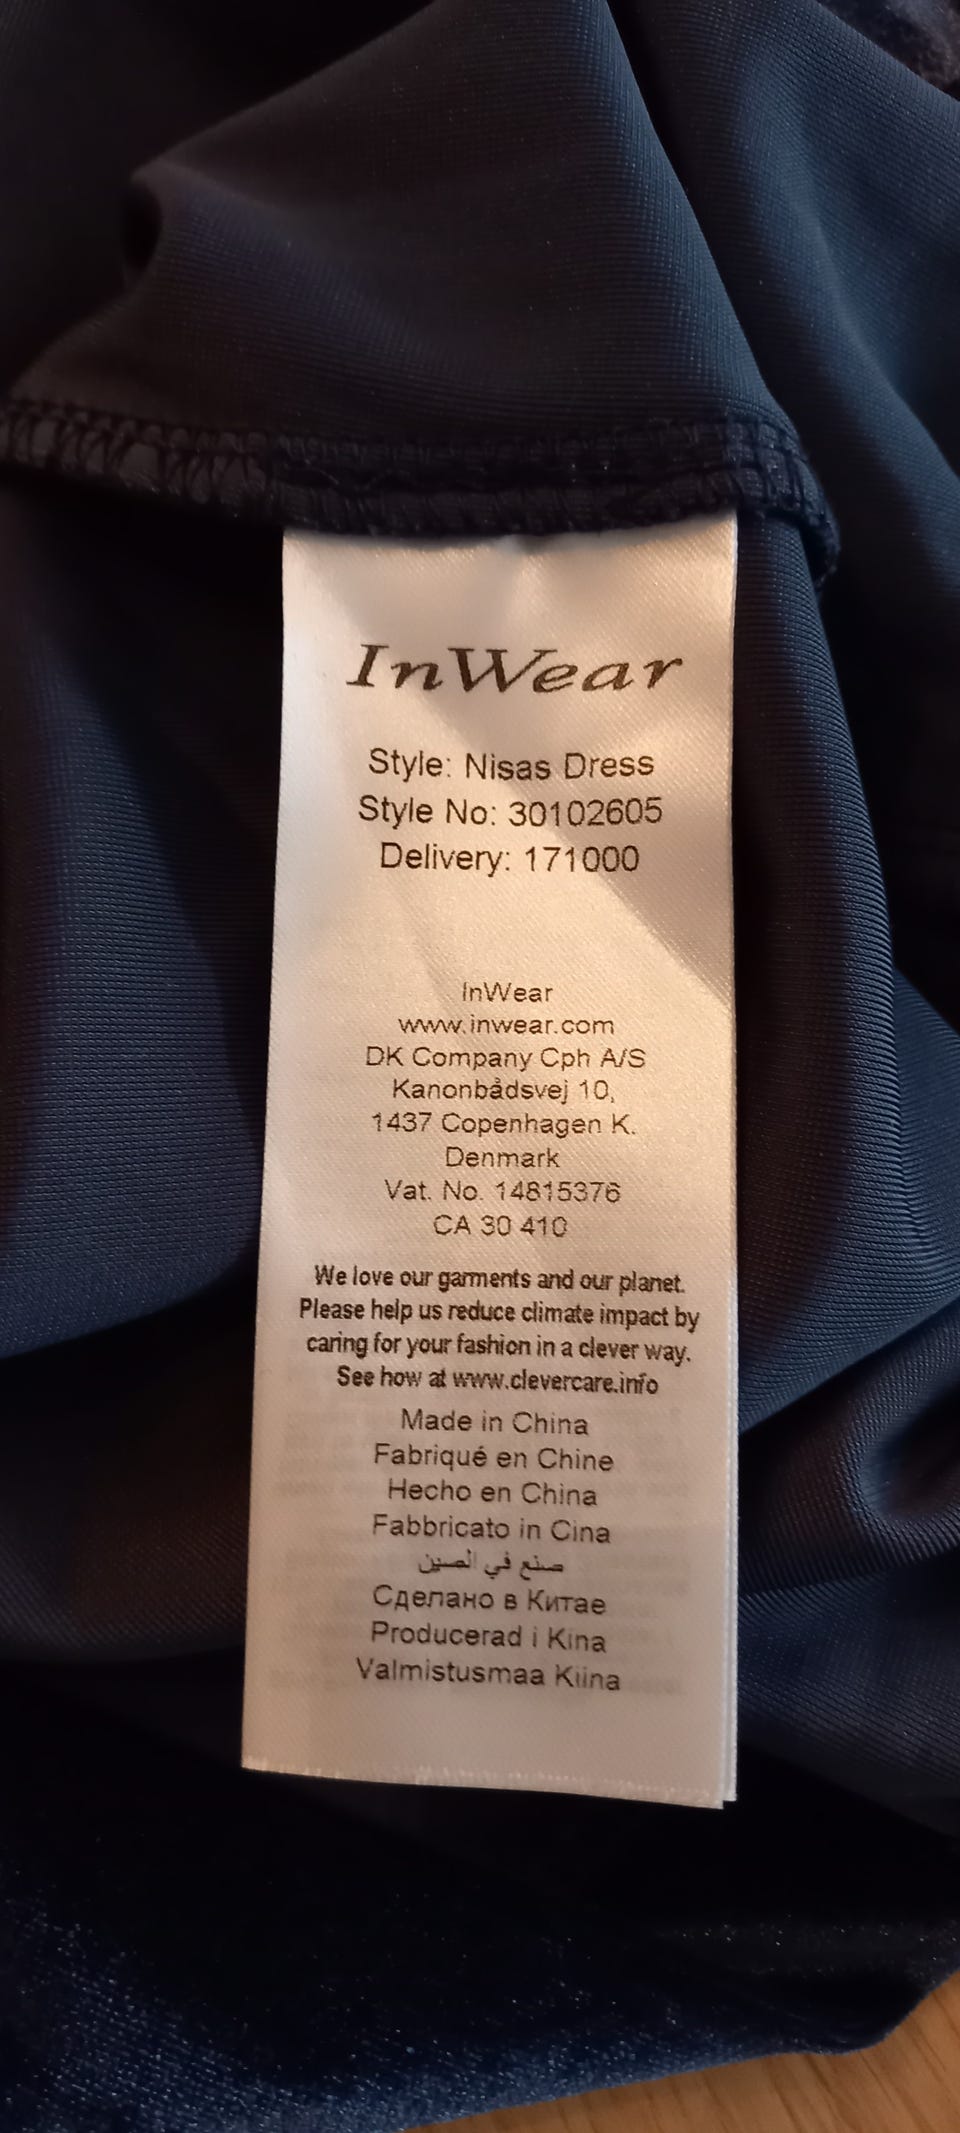 InWear
Style: Nisas Dress
Style No: 30102605
Delivery: 171000
InWear
www.inwear.com
DK Company Cph A/S
Kanonbådsvej 10,
1437 Copenhagen K.
Denmark
Vat. No. 14815376
CA 30 410
We love our garments and our planet.
Please help us reduce climate impact by
caring for your fashion in a clever way.
See how at www.clevercare.info
Made in China
Fabriqué en Chine
Hecho en China
Fabbricato in Cina
صنع في الصين
Сделано в Китае
Producerad i Kina
Valmistusmaa Kiina